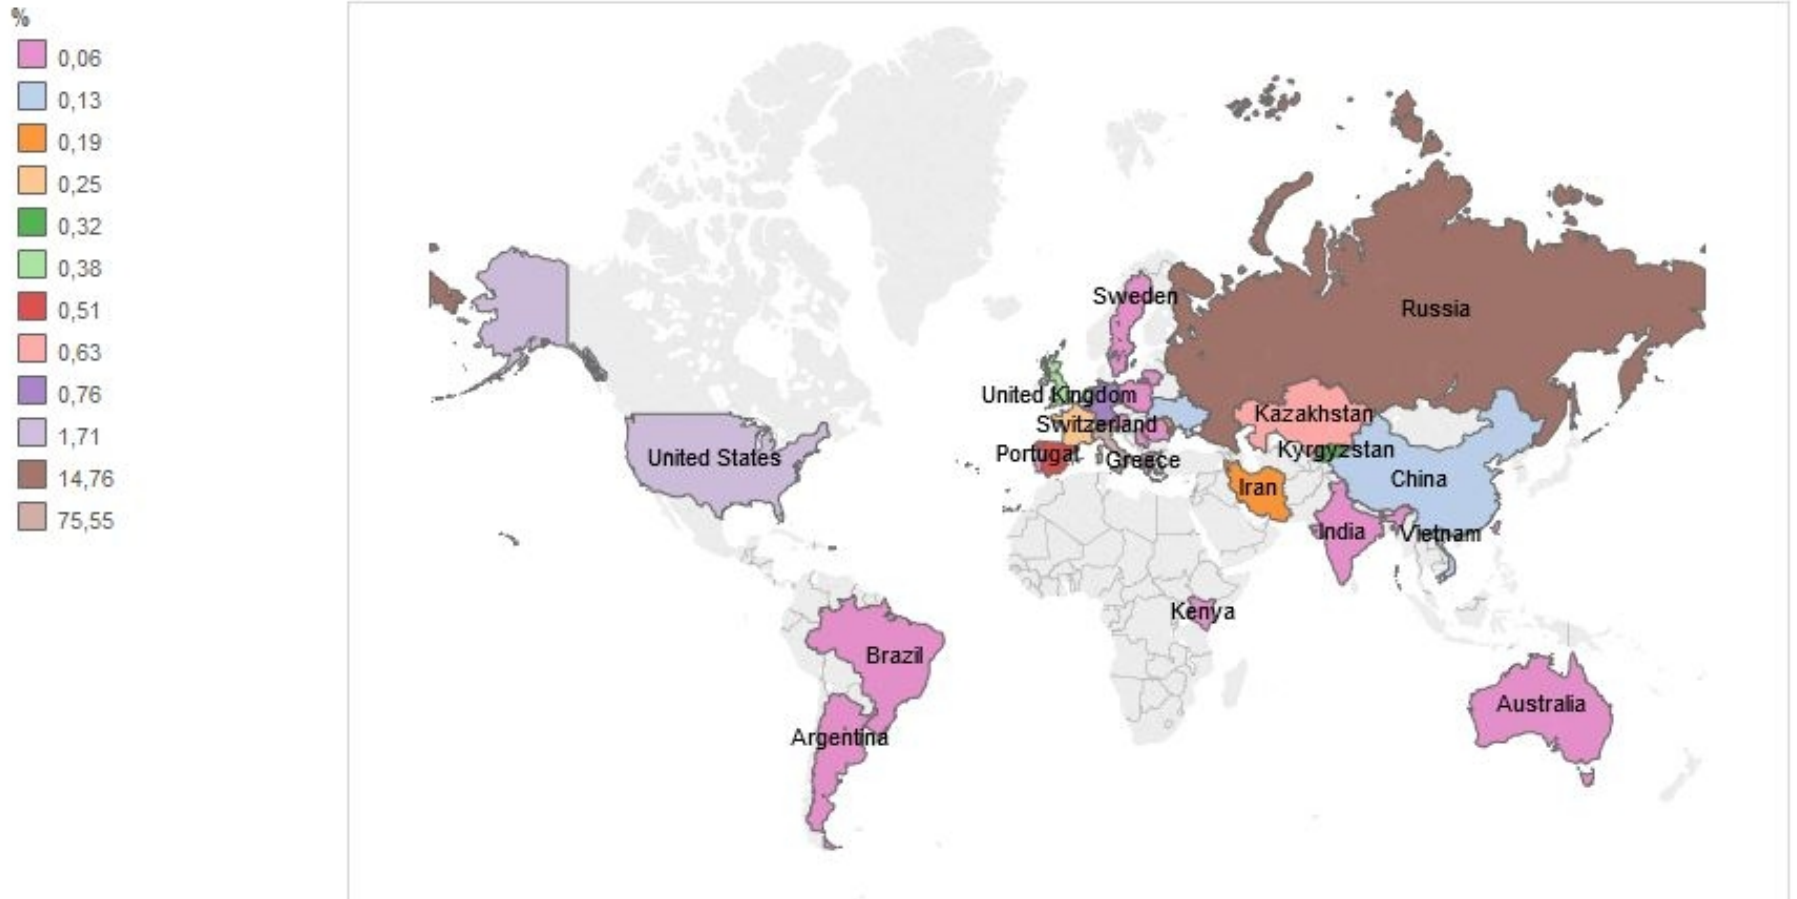 %
0,06
0,13
0,19
0,25
0,32
0,38
0,51
0,63
0,76
1,71
14,76
75,55
Sweden
Russia
United Kingdom
Kazakhstan
Switzerland
Kyrgyzstan
Portugal
Greece
United States
China
Iran
India
Vietnam
Kenya
Brazil
Australia
Argentina